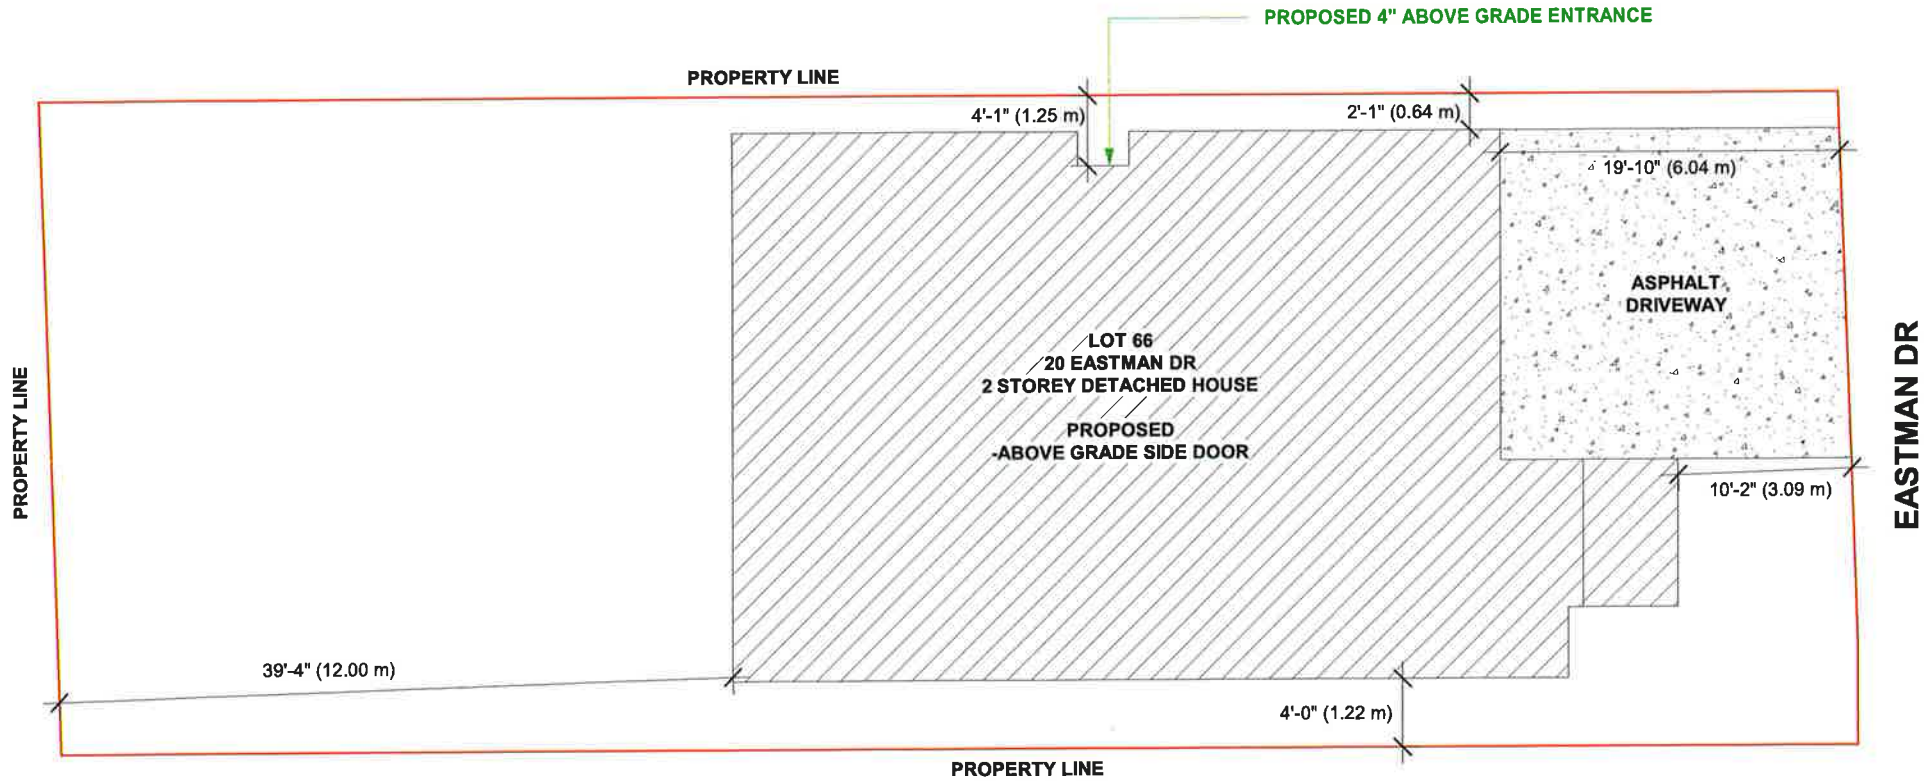 PROPOSED 4" ABOVE GRADE ENTRANCE
PROPERTY LINE
4'-1" (1.25 m)
2'-1" (0.64 m)
19'-10" (6.04 m)
ASPHALT
DRIVEWAY
LOT 66
20 EASTMAN DR
2 STOREY DETACHED HOUSE
PROPOSED
-ABOVE GRADE SIDE DOOR
PROPERTY LINE
EASTMAN DR
10'-2" (3.09 m)
39'-4" (12.00 m)
4'-0" (1.22 m)
PROPERTY LINE